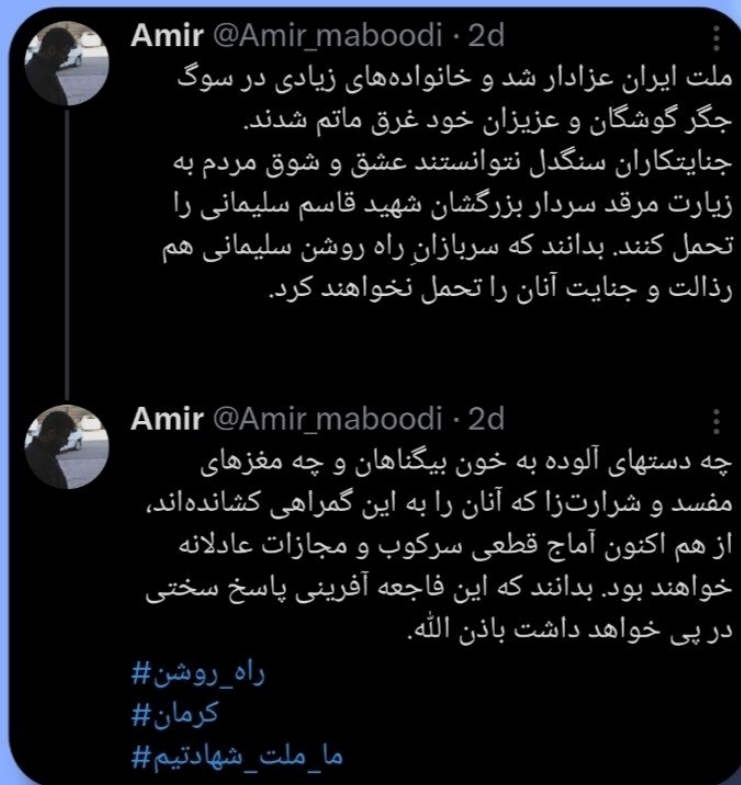 Amir @Amir_maboodi · 2d
ملت ایران عزادار شد و خانواده‌های زیادی در سوگ
جگر گوشگان و عزیزان خود غرق ماتم شدند.
جنایتکاران سنگدل نتوانستند عشق و شوق مردم به
زیارت مرقد سردار بزرگشان شهید قاسم سلیمانی را
تحمل کنند. بدانند که سربازانِ راه روشن سلیمانی هم
رذالت و جنایت آنان را تحمل نخواهند کرد.
Amir @Amir_maboodi · 2d
چه دستهای آلوده به خون بیگناهان و چه مغزهای
مفسد و شرارت‌زا که آنان را به این گمراهی کشانده‌اند،
از هم اکنون آماج قطعی سرکوب و مجازات عادلانه
خواهند بود. بدانند که این فاجعه آفرینی پاسخ سختی
در پی خواهد داشت باذن الله.
#راه_روشن
#کرمان
#ما_ملت_شهادتیم